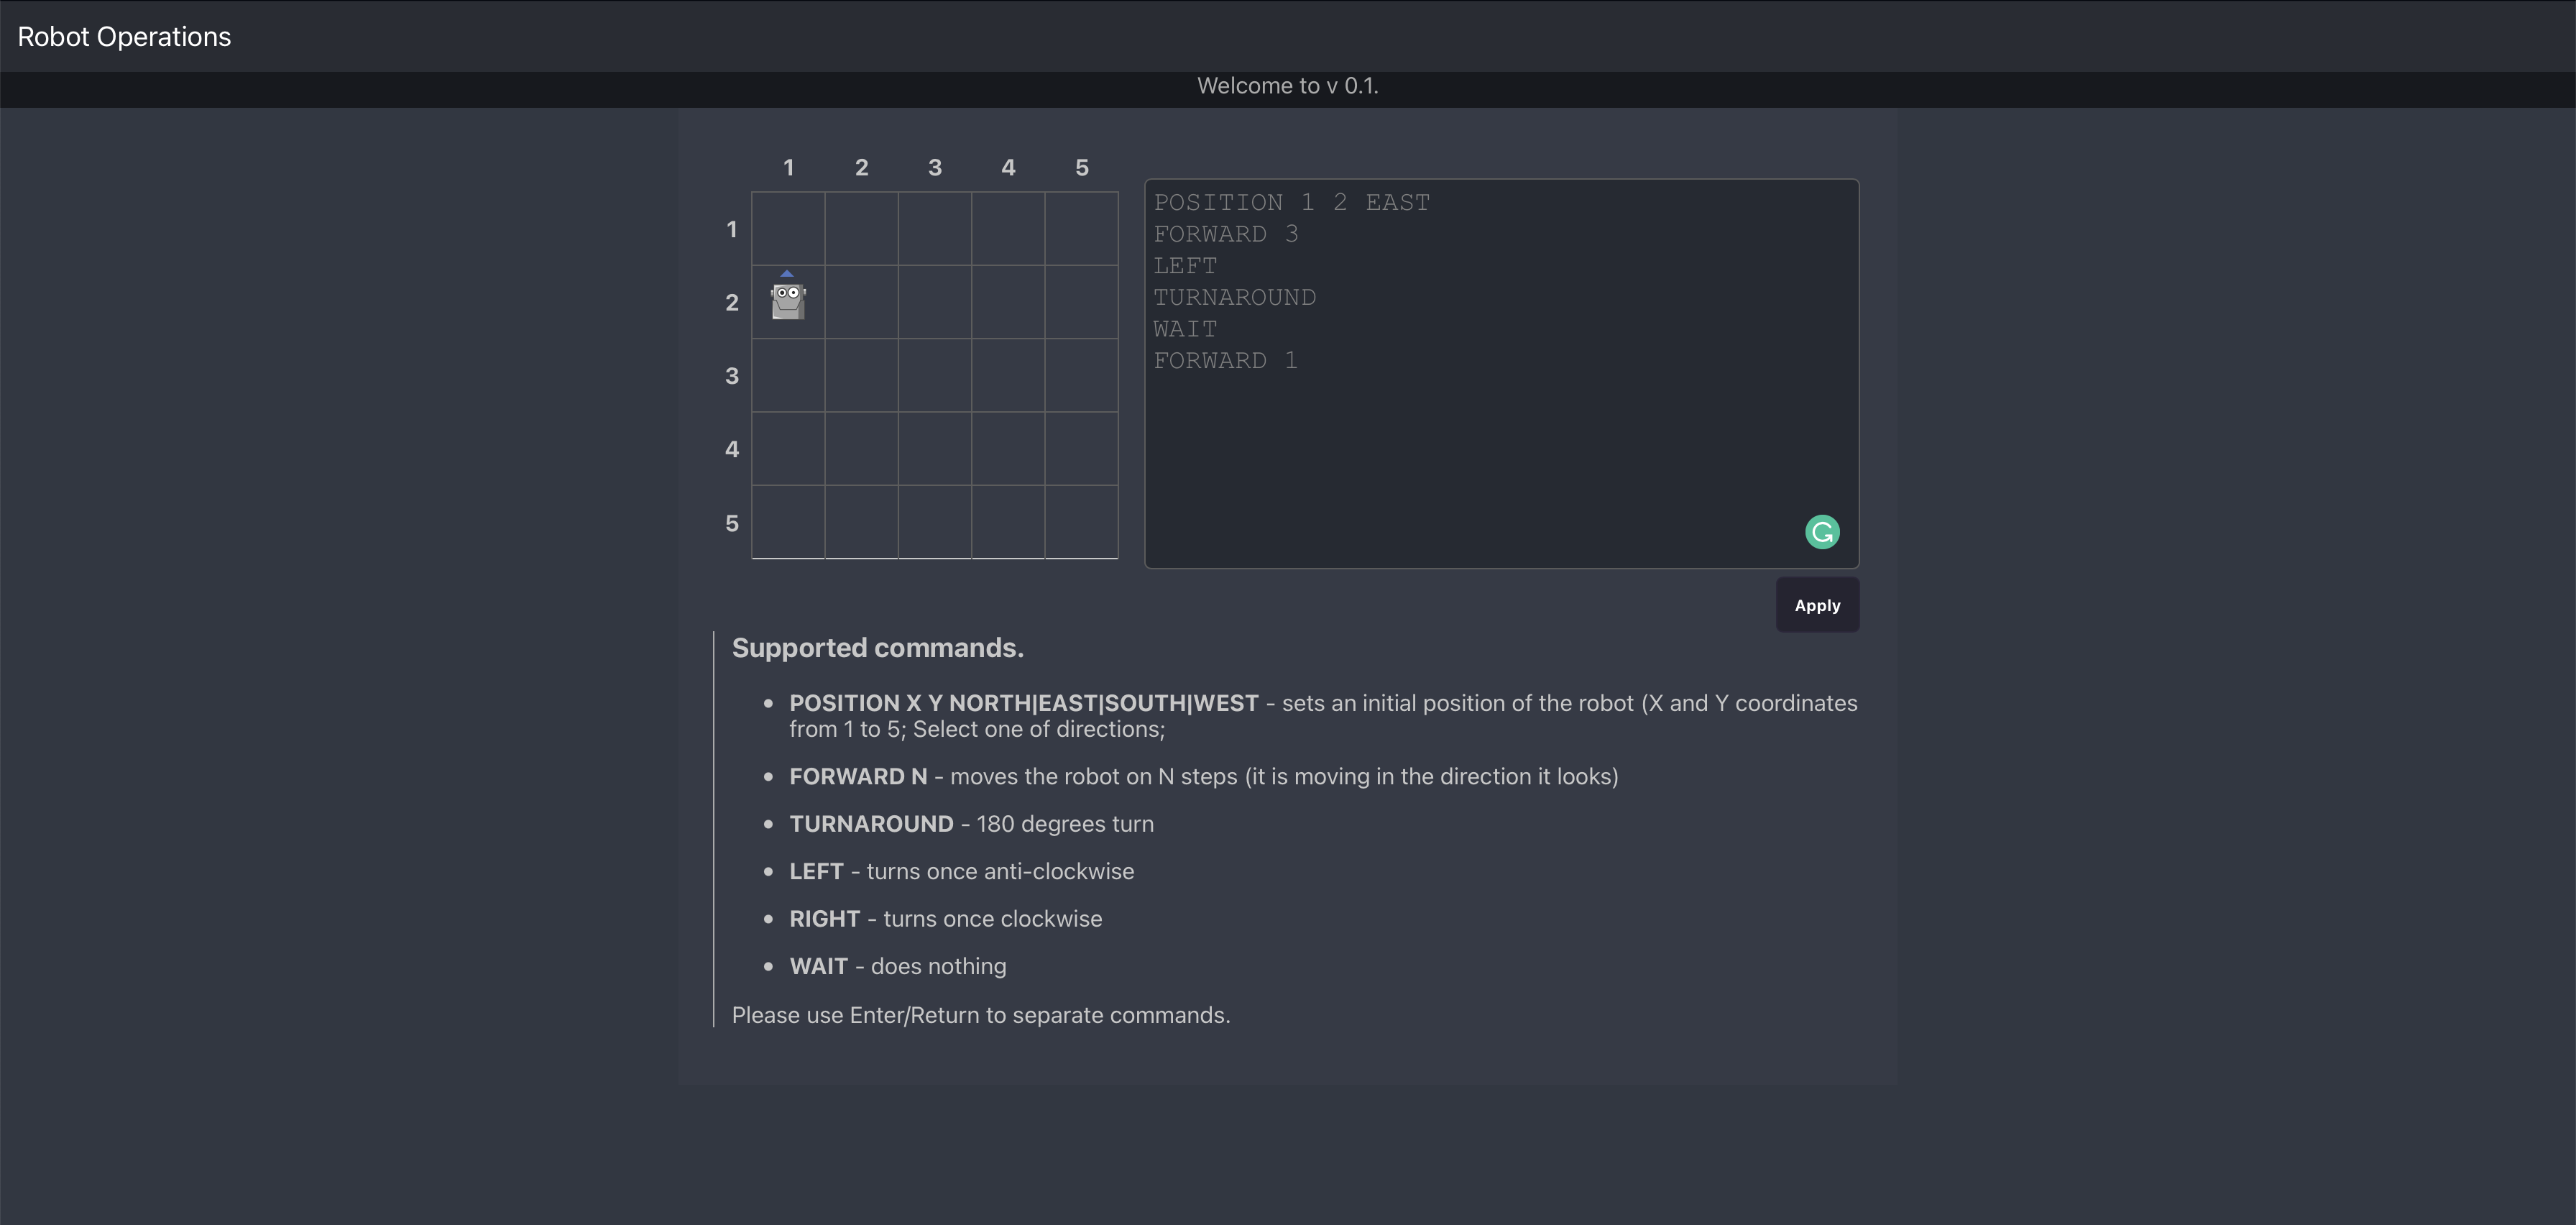 Robot Operations
Welcome to v 0.1.
1 2 3 4 5
1
2
3
4
5
POSITION 1 2 EAST
FORWARD 3
LEFT
TURNAROUND
WAIT
FORWARD 1
Apply
Supported commands.
• POSITION X Y NORTH|EAST|SOUTH|WEST - sets an initial position of the robot (X and Y coordinates
from 1 to 5; Select one of directions;
• FORWARD N - moves the robot on N steps (it is moving in the direction it looks)
• TURNAROUND - 180 degrees turn
• LEFT - turns once anti-clockwise
• RIGHT - turns once clockwise
• WAIT - does nothing
Please use Enter/Return to separate commands.